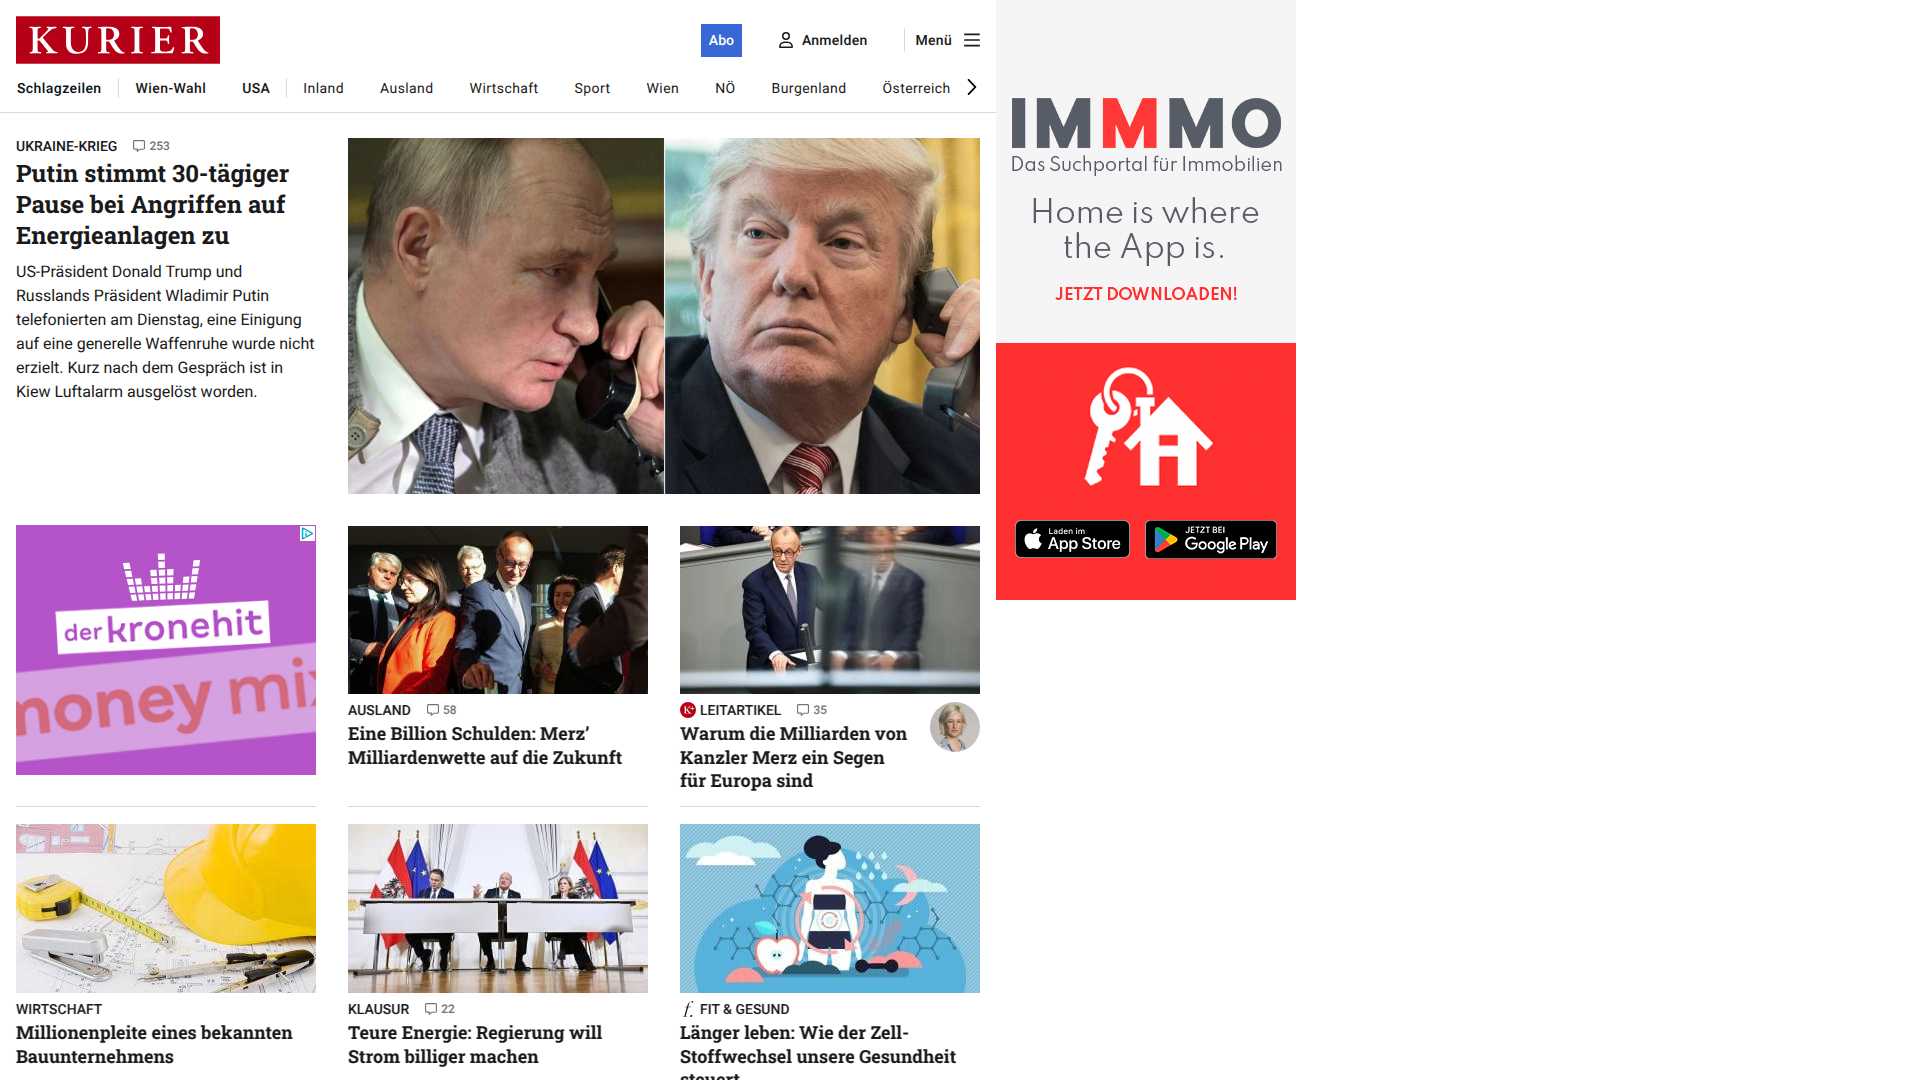 KURIER
Abo
Anmelden
Menü
Schlagzeilen
Wien-Wahl
USA
Inland
Ausland
Wirtschaft
Sport
Wien
NÖ
Burgenland
Österreich
UKRAINE-KRIEG 253
Putin stimmt 30-tägiger
Pause bei Angriffen auf
Energieanlagen zu
US-Präsident Donald Trump und
Russlands Präsident Wladimir Putin
telefonierten am Dienstag, eine Einigung
auf eine generelle Waffenruhe wurde nicht
erzielt. Kurz nach dem Gespräch ist in
Kiew Luftalarm ausgelöst worden.
IMMMO
Das Suchportal für Immobilien
Home is where
the App is.
JETZT DOWNLOADEN!
Laden im
App Store
JETZT BEI
Google Play
der kronehit
money mix
AUSLAND 58
Eine Billion Schulden: Merz’
Milliardenwette auf die Zukunft
K+ LEITARTIKEL 35
Warum die Milliarden von
Kanzler Merz ein Segen
für Europa sind
WIRTSCHAFT
Millionenpleite eines bekannten
Bauunternehmens
KLAUSUR 22
Teure Energie: Regierung will
Strom billiger machen
f. FIT & GESUND
Länger leben: Wie der Zell-
Stoffwechsel unsere Gesundheit
steuert